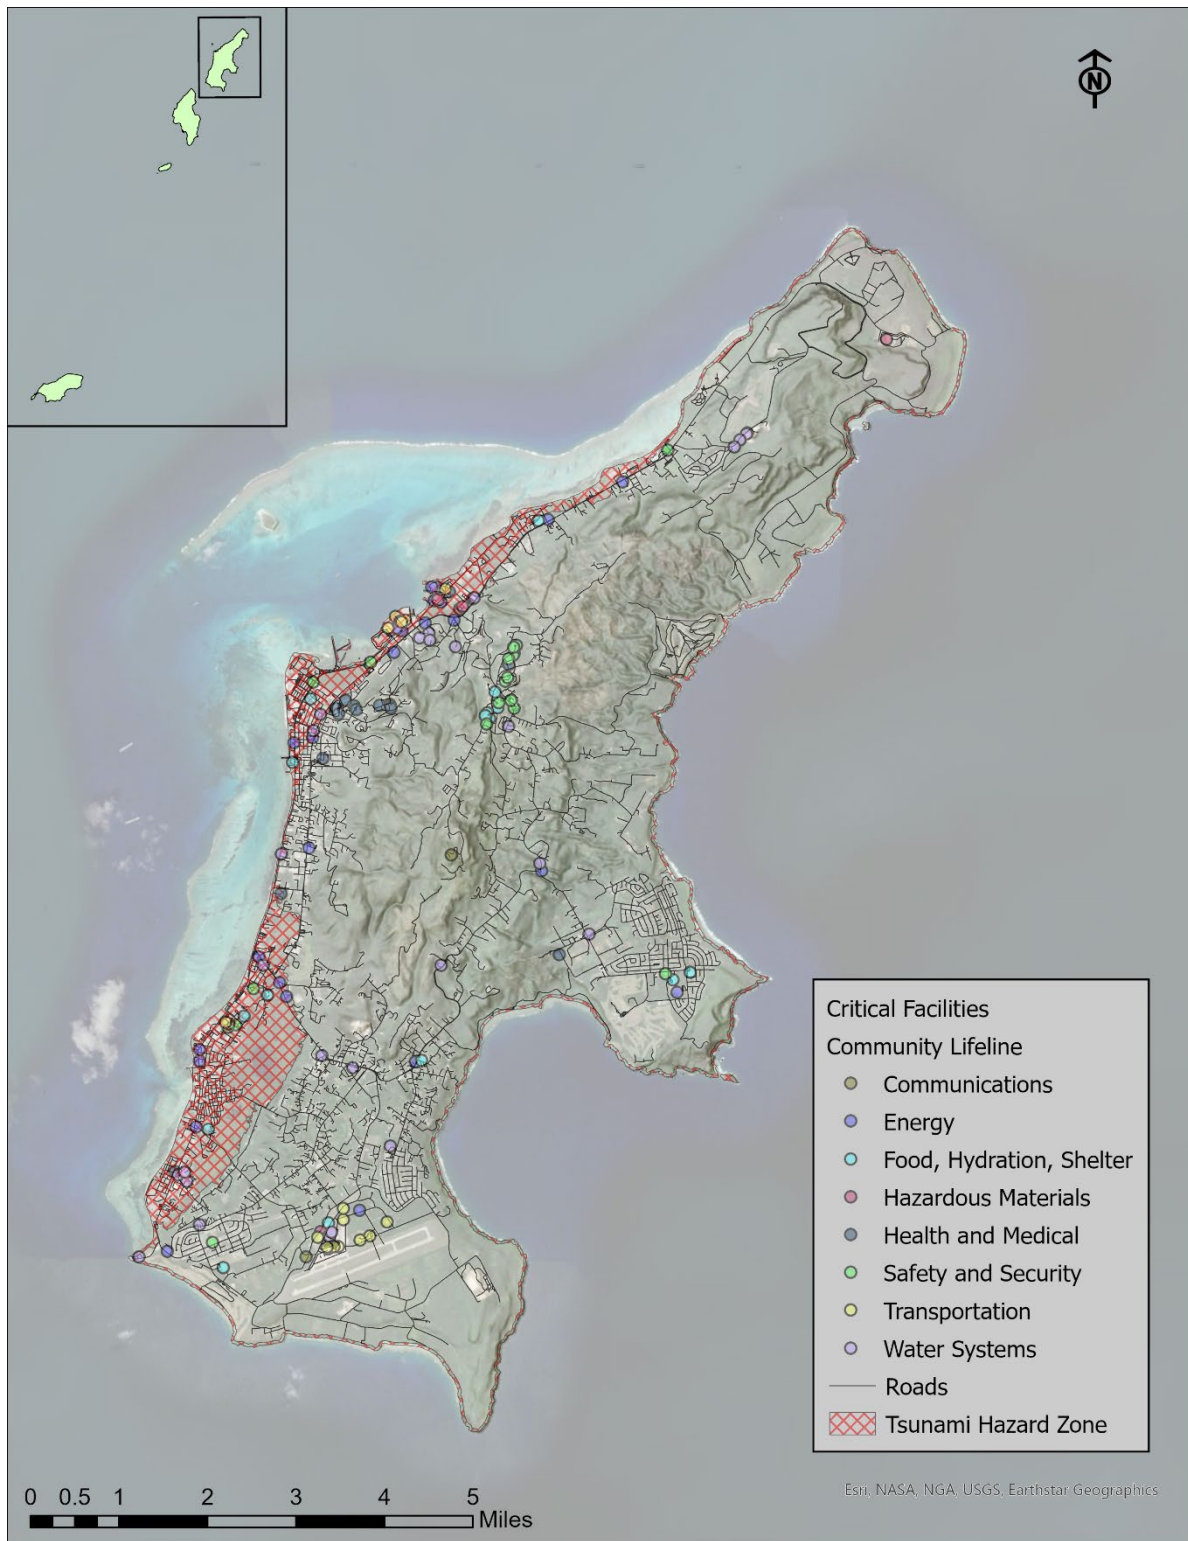 N
Critical Facilities
Community Lifeline
Communications
Energy
Food, Hydration, Shelter
Hazardous Materials
Health and Medical
Safety and Security
Transportation
Water Systems
Roads
Tsunami Hazard Zone
Esri, NASA, NGA, USGS, Earthstar Geographics
0 0.5 1 2 3 4 5
Miles